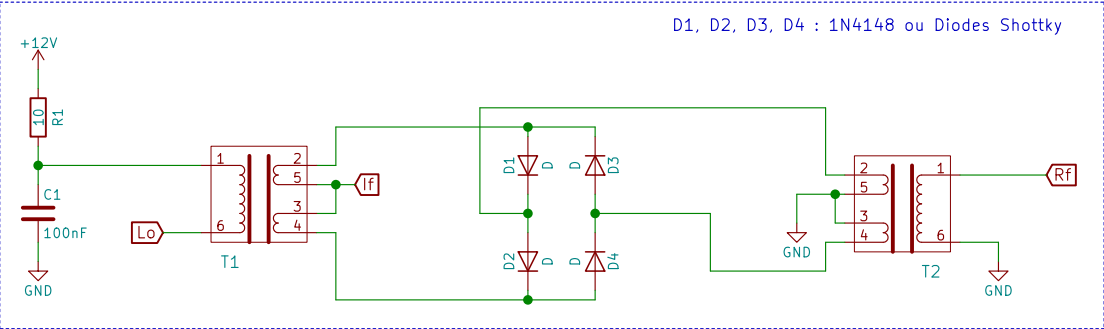 D1, D2, D3, D4 : 1N4148 ou Diodes Shottky
+12V
10
R1
C1
100nF
GND
Lo
1
6
2
5
3
4
T1
If
D1
D
D
D3
D2
D
D
D4
GND
2
5
3
4
1
6
T2
Rf
GND